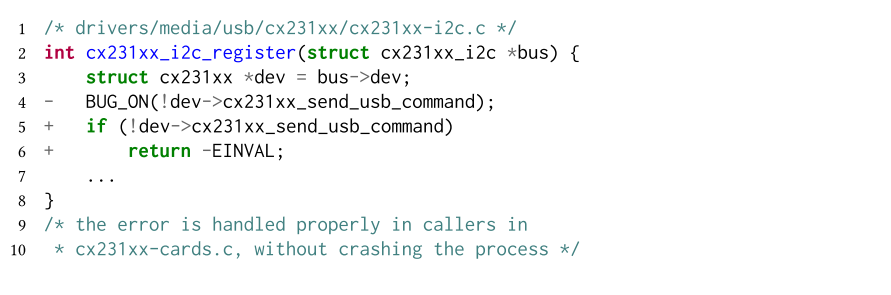 1 /* drivers/media/usb/cx231xx/cx231xx-i2c.c */
2 int cx231xx_i2c_register(struct cx231xx_i2c *bus) {
3     struct cx231xx *dev = bus->dev;
4 -   BUG_ON(!dev->cx231xx_send_usb_command);
5 +   if (!dev->cx231xx_send_usb_command)
6 +       return -EINVAL;
7     ...
8 }
9 /* the error is handled properly in callers in
10  * cx231xx-cards.c, without crashing the process */